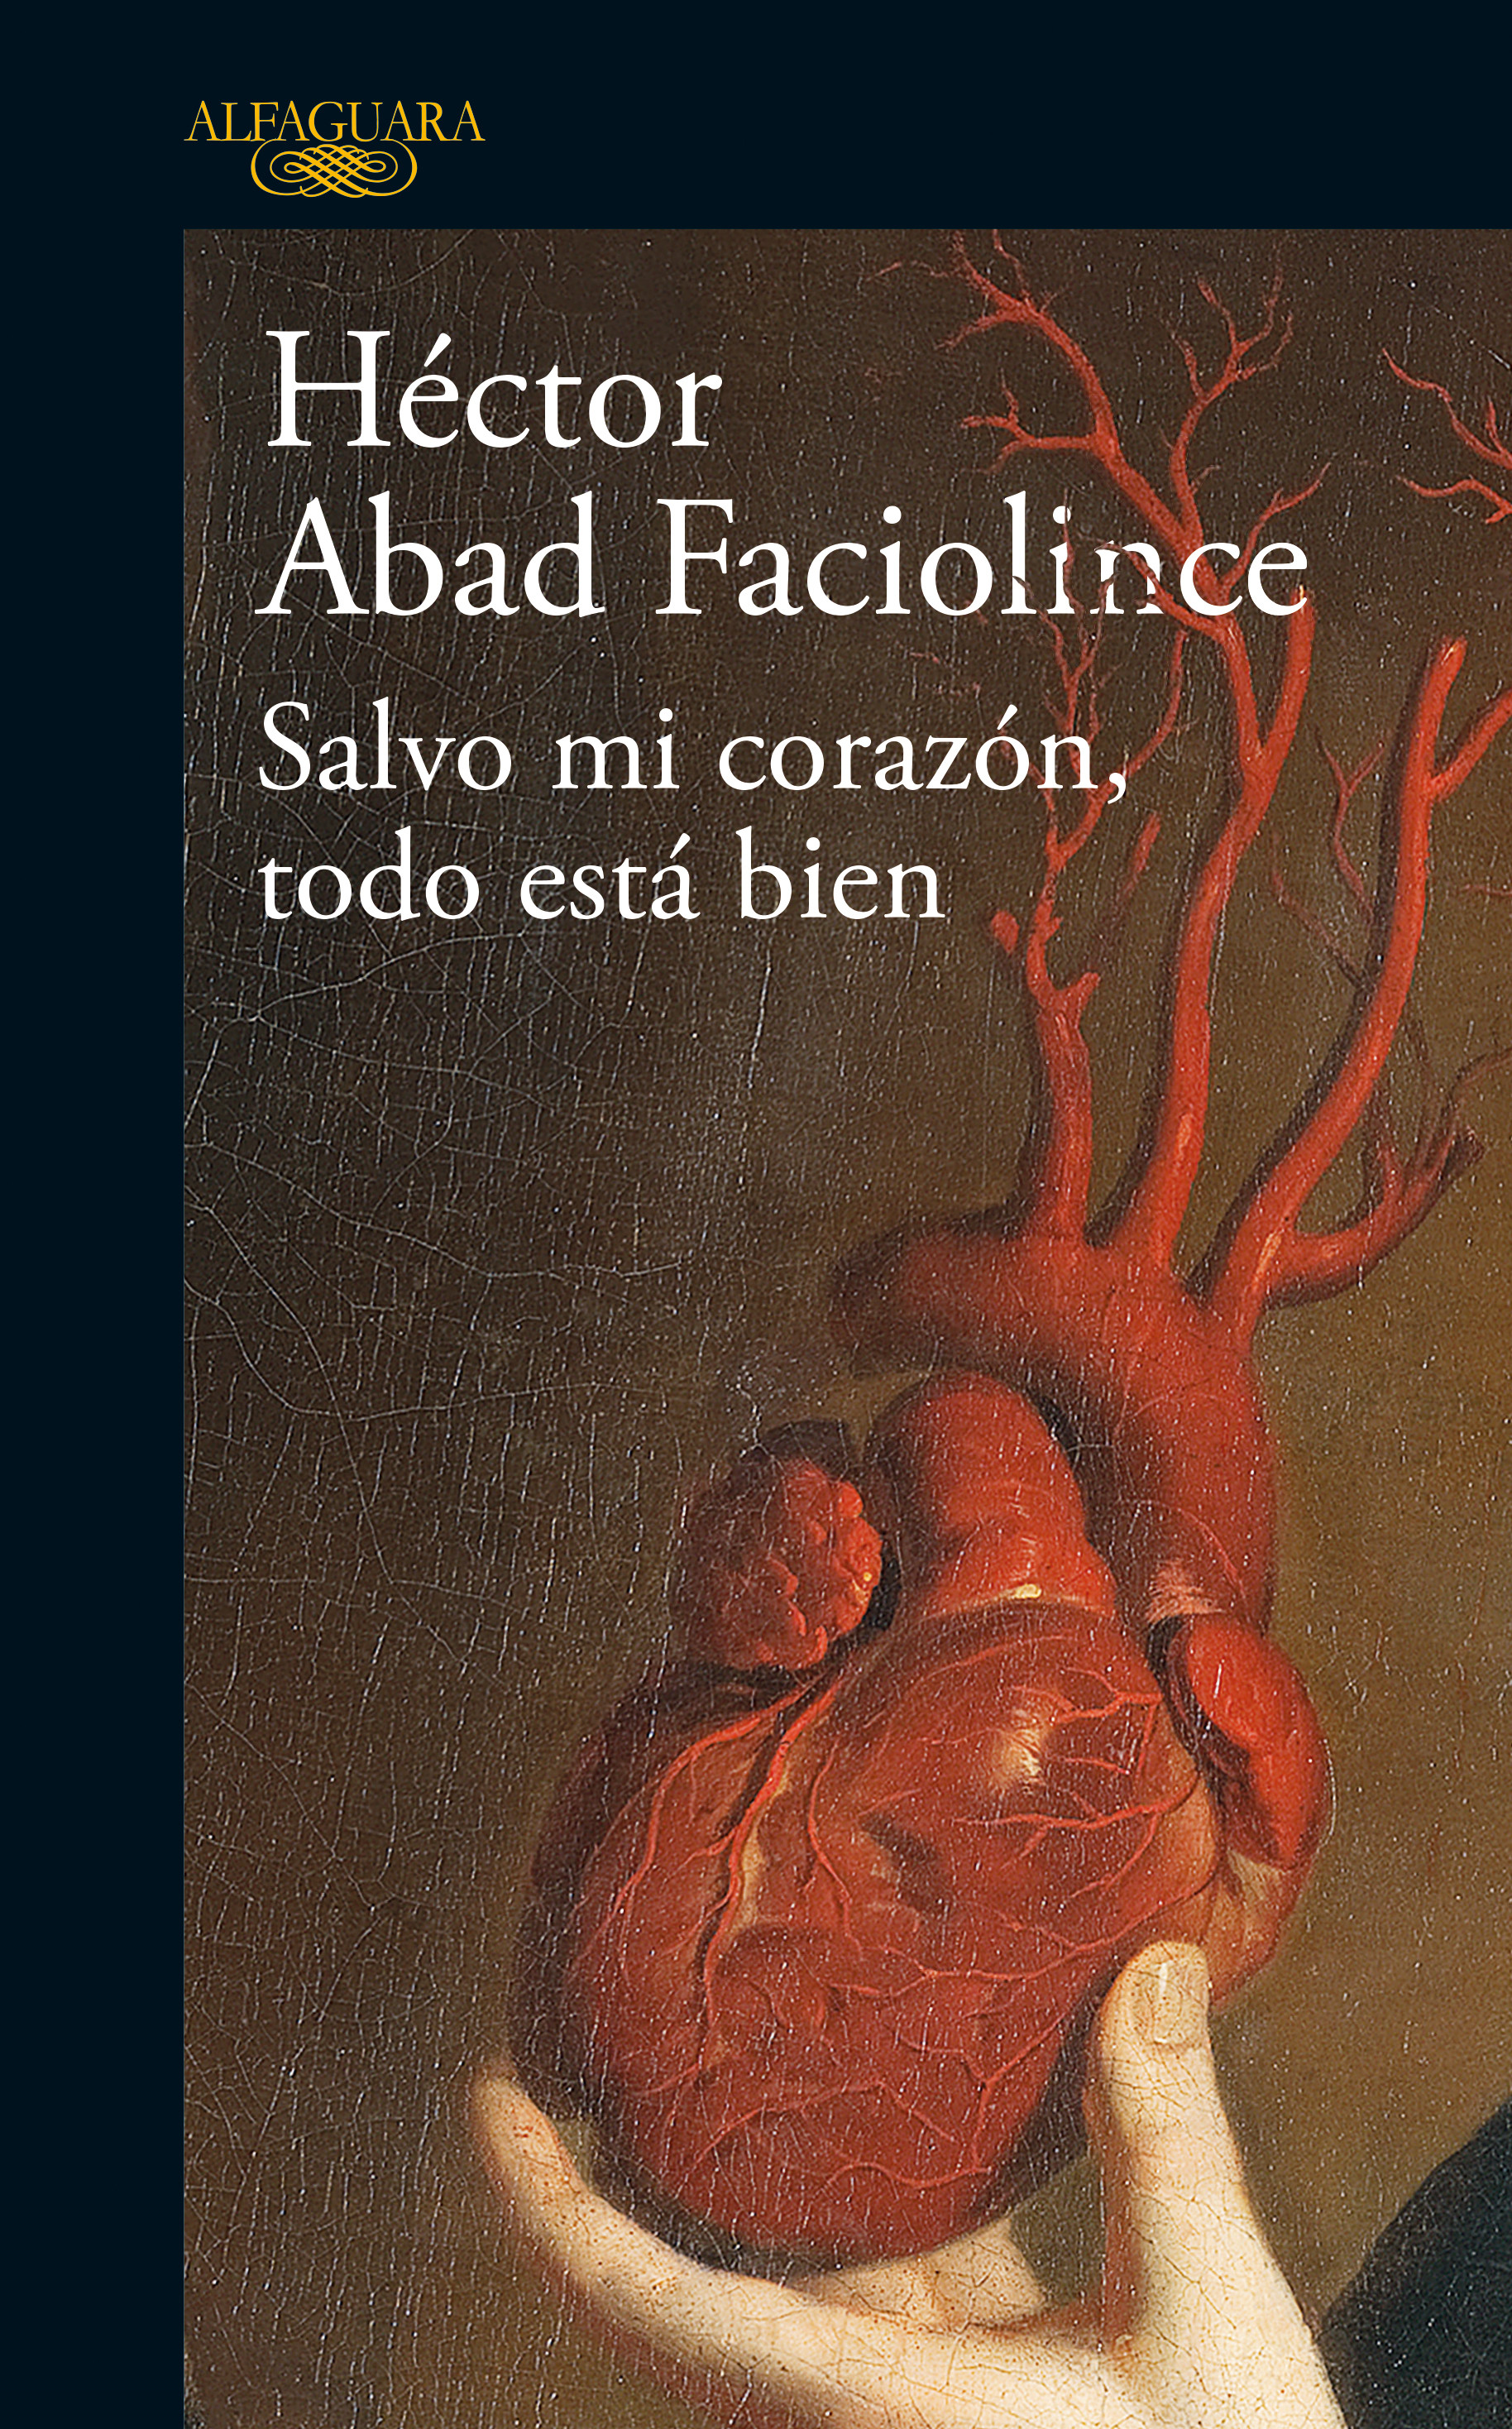 ALFAGUARA
Héctor
Abad Faciolince
Salvo mi corazón,
todo está bien